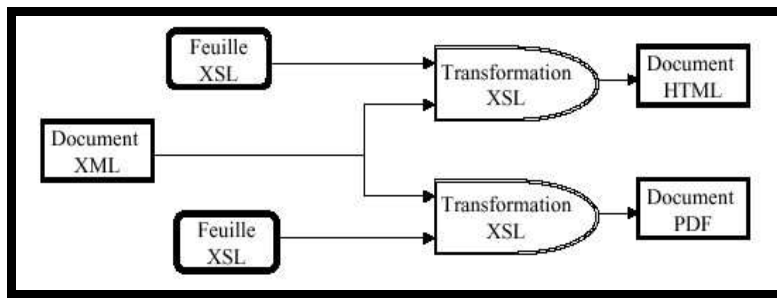 Feuille
XSL
Transformation
XSL
Document
HTML
Document
XML
Feuille
XSL
Transformation
XSL
Document
PDF